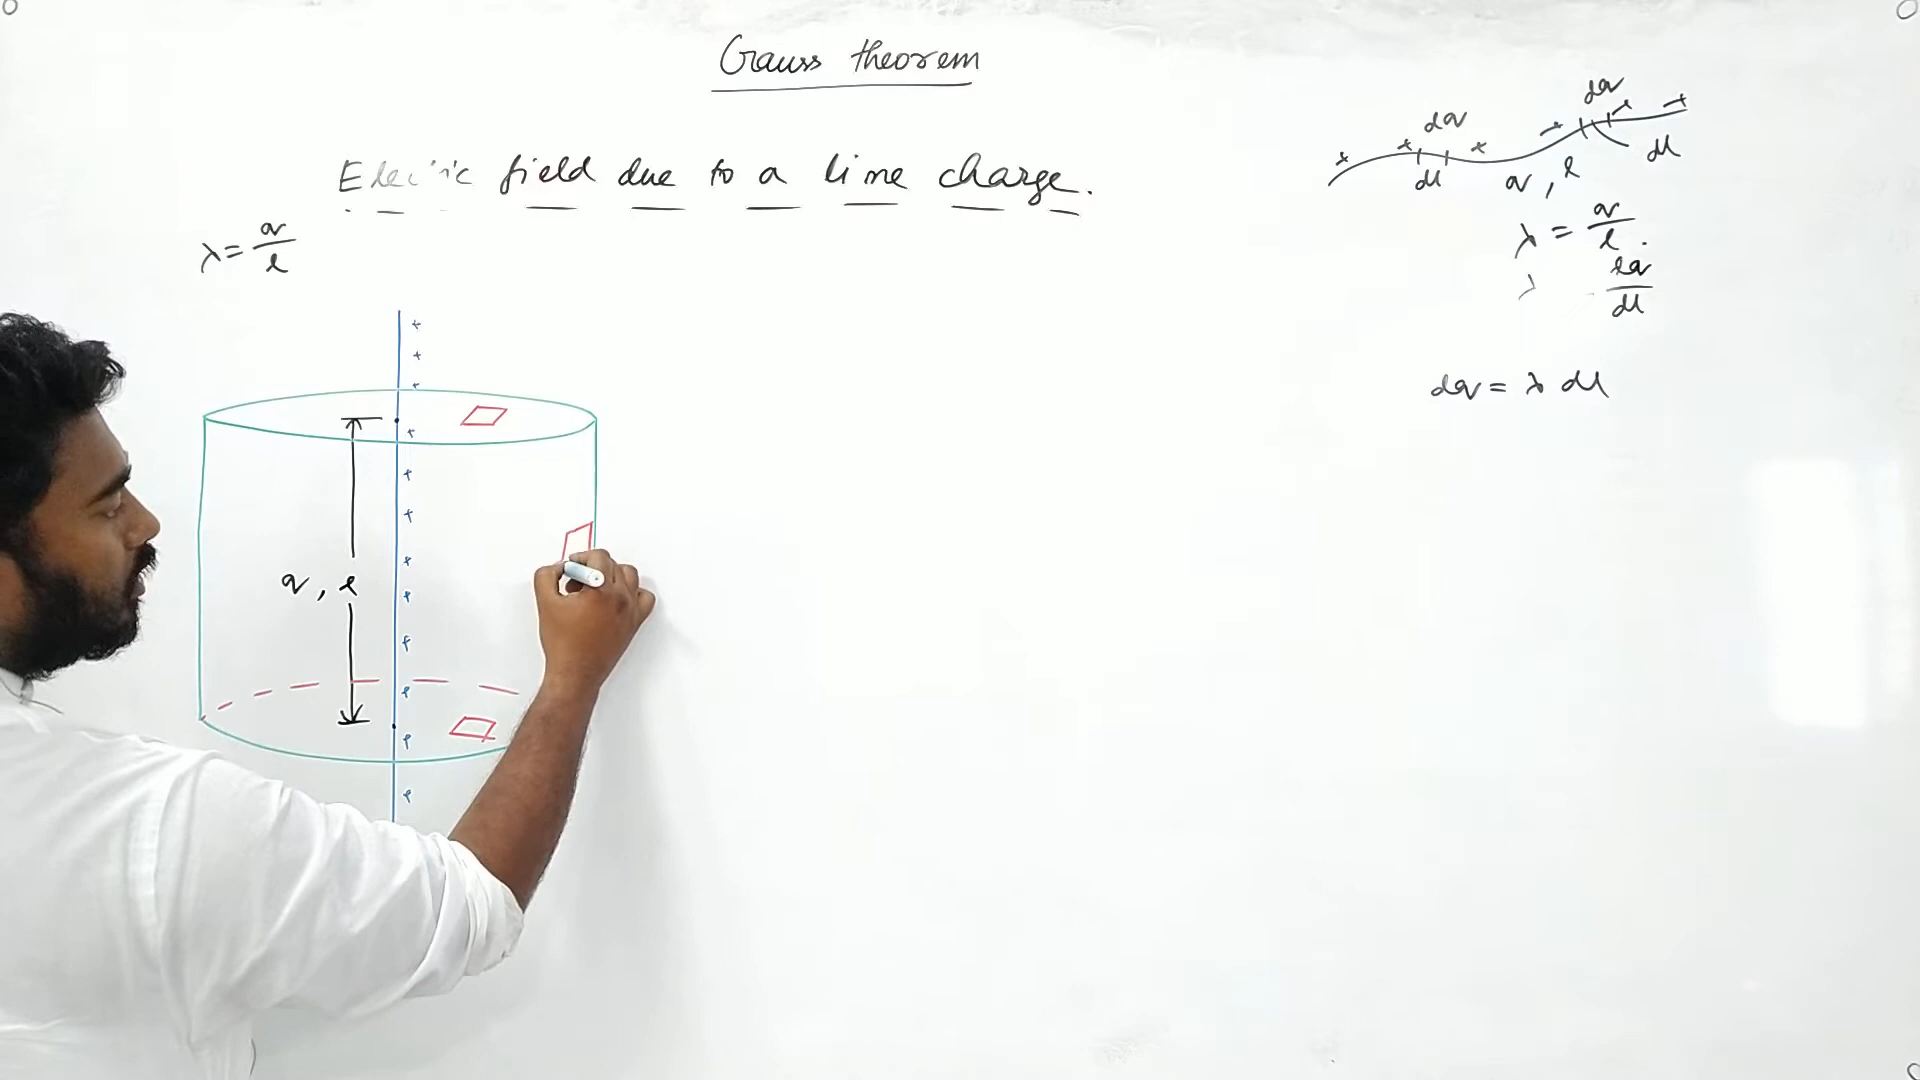 Gauss theorem
Electric field due to a line charge.
λ = q/l
q, l
dq
dq
dl
dl
q, l
λ = q/l
λ dq/dl
dq = λ dl